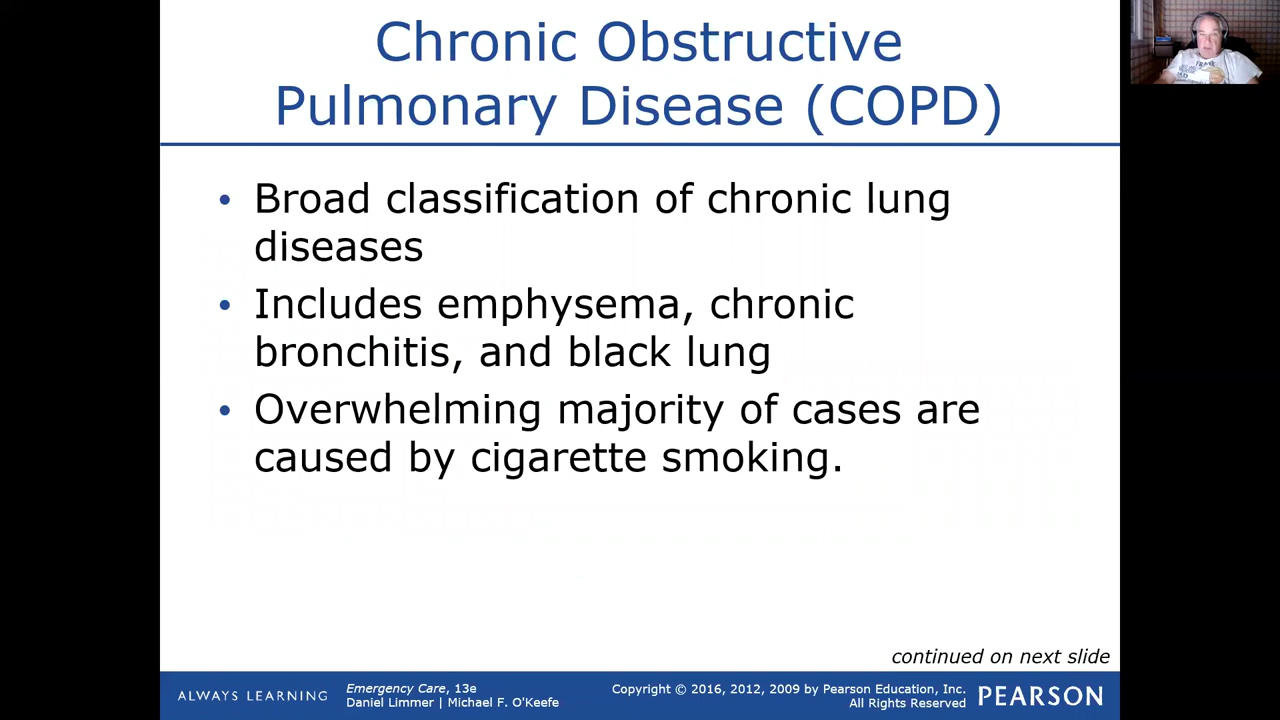 Chronic Obstructive
Pulmonary Disease (COPD)
• Broad classification of chronic lung
diseases
• Includes emphysema, chronic
bronchitis, and black lung
• Overwhelming majority of cases are
caused by cigarette smoking.
continued on next slide
ALWAYS LEARNING
Emergency Care, 13e
Daniel Limmer | Michael F. O'Keefe
Copyright © 2016, 2012, 2009 by Pearson Education, Inc.
All Rights Reserved
PEARSON